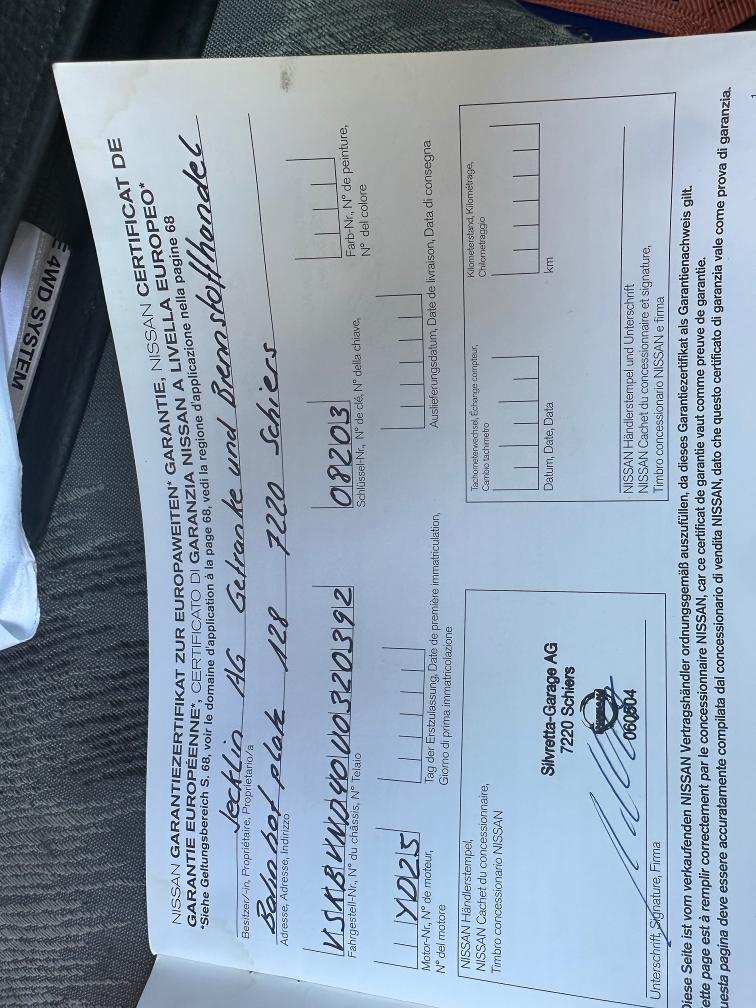 4WD SYSTEM
NISSAN GARANTIEZERTIFIKAT ZUR EUROPAWEITEN* GARANTIE, NISSAN CERTIFICAT DE
GARANTIE EUROPÉENNE*, CERTIFICATO DI GARANZIA NISSAN A LIVELLA EUROPEO*
*Siehe Geltungsbereich S. 68, voir le domaine d'application à la page 68, vedi la regione d'applicazione nella pagine 68
Jecklin AG Getränke und Brennstoffhandel
Besitzer/-in, Propriétaire, Proprietario/a
Bahnhofplatz 128 7220 Schiers
Adresse, Adresse, Indirizzo
VSKBVND40U0320392 08203
Fahrgestell-Nr., N° du châssis, N° Telaio
Schlüssel-Nr., N° de clé, N° della chiave,
Farb-Nr., N° de peinture,
N° del colore
YD25
Motor-Nr., N° de moteur,
N° del motore
Tag der Erstzulassung, Date de première immatriculation,
Giorno di prima immatricolazione
Auslieferungsdatum, Date de livraison, Data di consegna
NISSAN Händlerstempel,
NISSAN Cachet du concessionnaire,
Timbro concessionario NISSAN
Silvretta-Garage AG
7220 Schiers
060504
Unterschrift, Signature, Firma
Tachometerwechsel, Échange compteur,
Cambio tachimetro
Kilometerstand, Kilométrage,
Chilometraggio
Datum, Date, Data
km
NISSAN Händlerstempel und Unterschrift
NISSAN Cachet du concessionnaire et signature,
Timbro concessionario NISSAN e firma
Diese Seite ist vom verkaufenden NISSAN Vertragshändler ordnungsgemäß auszufüllen, da dieses Garantiezertifikat als Garantienachweis gilt.
ette page est à remplir correctement par le concessionnaire NISSAN, car ce certificat de garantie vaut comme preuve de garantie.
uesta pagina deve essere accuratamente compilata dal concessionario di vendita NISSAN, dato che questo certificato di garanzia vale come prova di garanzia.
1